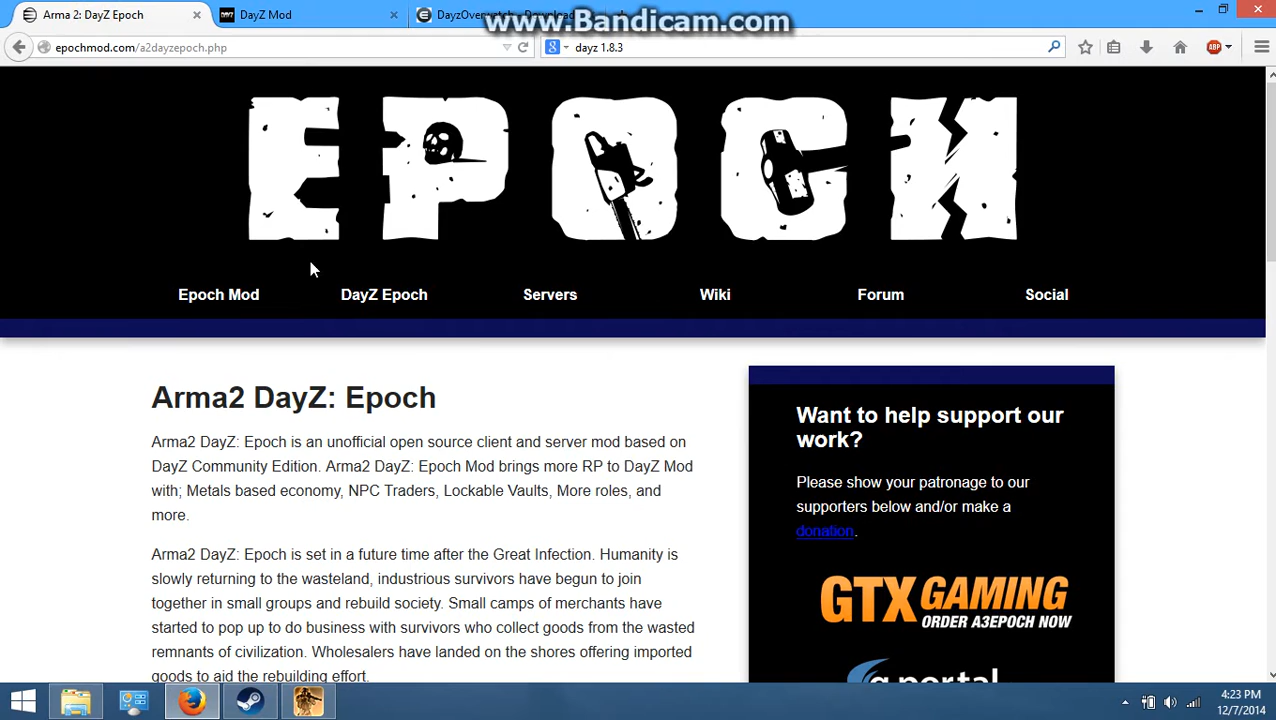 Arma 2: DayZ Epoch
DayZ Mod
DayzOverwatch - Download
www.Bandicam.com
epochmod.com/a2dayzepoch.php
8
dayz 1.8.3
ABP
EPOCH
Epoch Mod
DayZ Epoch
Servers
Wiki
Forum
Social
Arma2 DayZ: Epoch
Arma2 DayZ: Epoch is an unofficial open source client and server mod based on
DayZ Community Edition. Arma2 DayZ: Epoch Mod brings more RP to DayZ Mod
with; Metals based economy, NPC Traders, Lockable Vaults, More roles, and
more.
Arma2 DayZ: Epoch is set in a future time after the Great Infection. Humanity is
slowly returning to the wasteland, industrious survivors have begun to join
together in small groups and rebuild society. Small camps of merchants have
started to pop up to do business with survivors who collect goods from the wasted
remnants of civilization. Wholesalers have landed on the shores offering imported
goods to aid the rebuilding effort.
Want to help support our
work?
Please show your patronage to our
supporters below and/or make a
donation.
GTX GAMING
ORDER A3EPOCH NOW
g portal
4:23 PM
12/7/2014